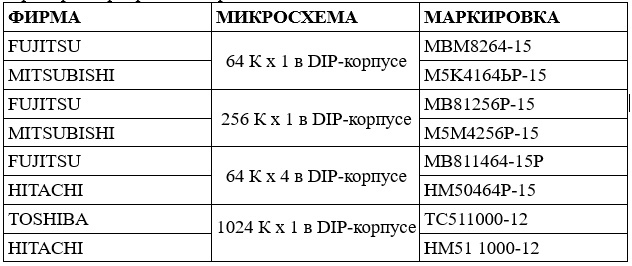 ФИРМА МИКРОСХЕМА МАРКИРОВКА
FUJITSU 64 К х 1 в DIP-корпусе MBM8264-15
MITSUBISHI M5K4164ЬР-15
FUJITSU 256 К х 1 в DIP-корпусе MB81256P-15
MITSUBISHI M5M4256P-15
FUJITSU 64 К х 4 в DIP-корпусе MB811464-15P
HITACHI HM50464P-15
TOSHIBA 1024 К х 1 в DIP-корпусе TC511000-12
HITACHI HM51 1000-12